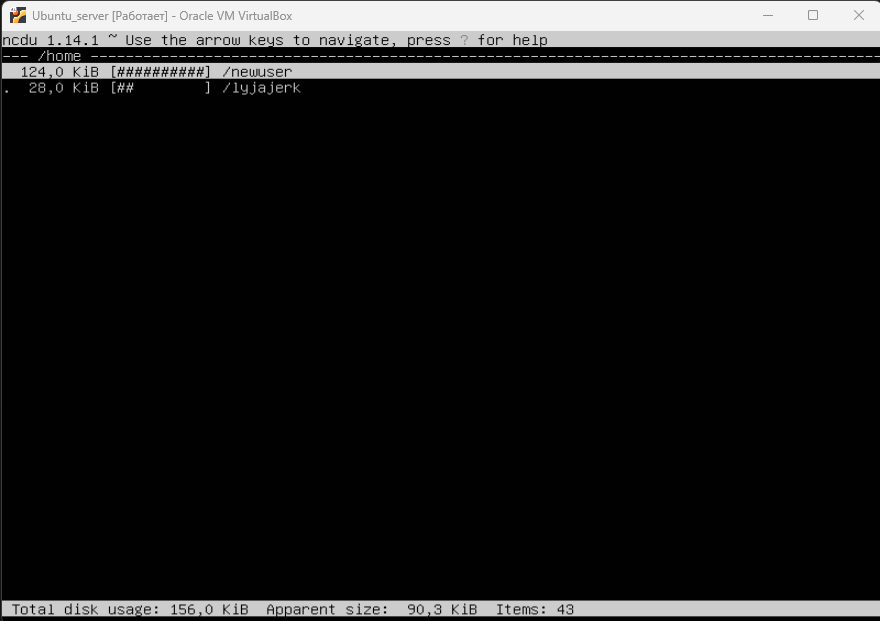 Ubuntu_server [Работает] - Oracle VM VirtualBox
ncdu 1.14.1 ~ Use the arrow keys to navigate, press ? for help
--- /home ------------------------------------------------------------------------------------------
  124,0 KiB [##########] /newuser
.  28,0 KiB [##        ] /lyjajerk
Total disk usage: 156,0 KiB  Apparent size:  90,3 KiB  Items: 43